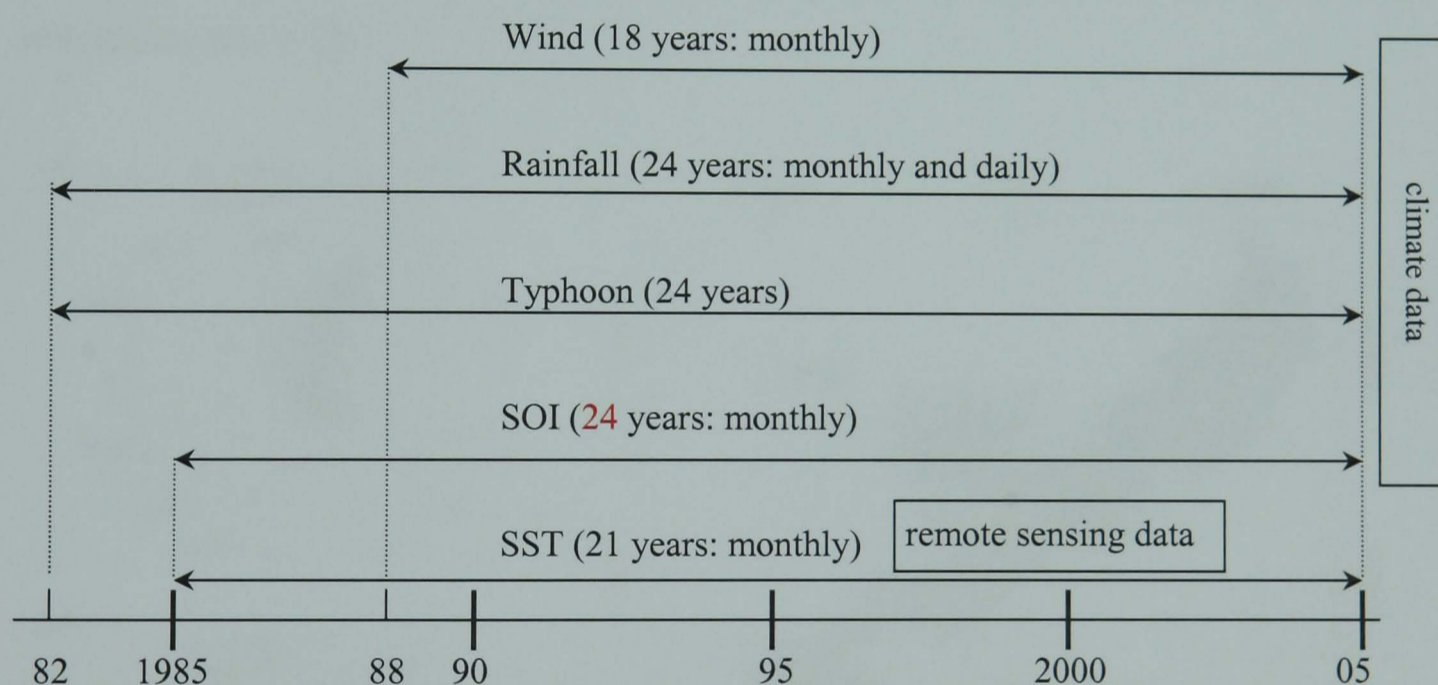 Wind (18 years: monthly)
Rainfall (24 years: monthly and daily)
Typhoon (24 years)
SOI (24 years: monthly)
SST (21 years: monthly)
remote sensing data
climate data
82 1985 88 90 95 2000 05